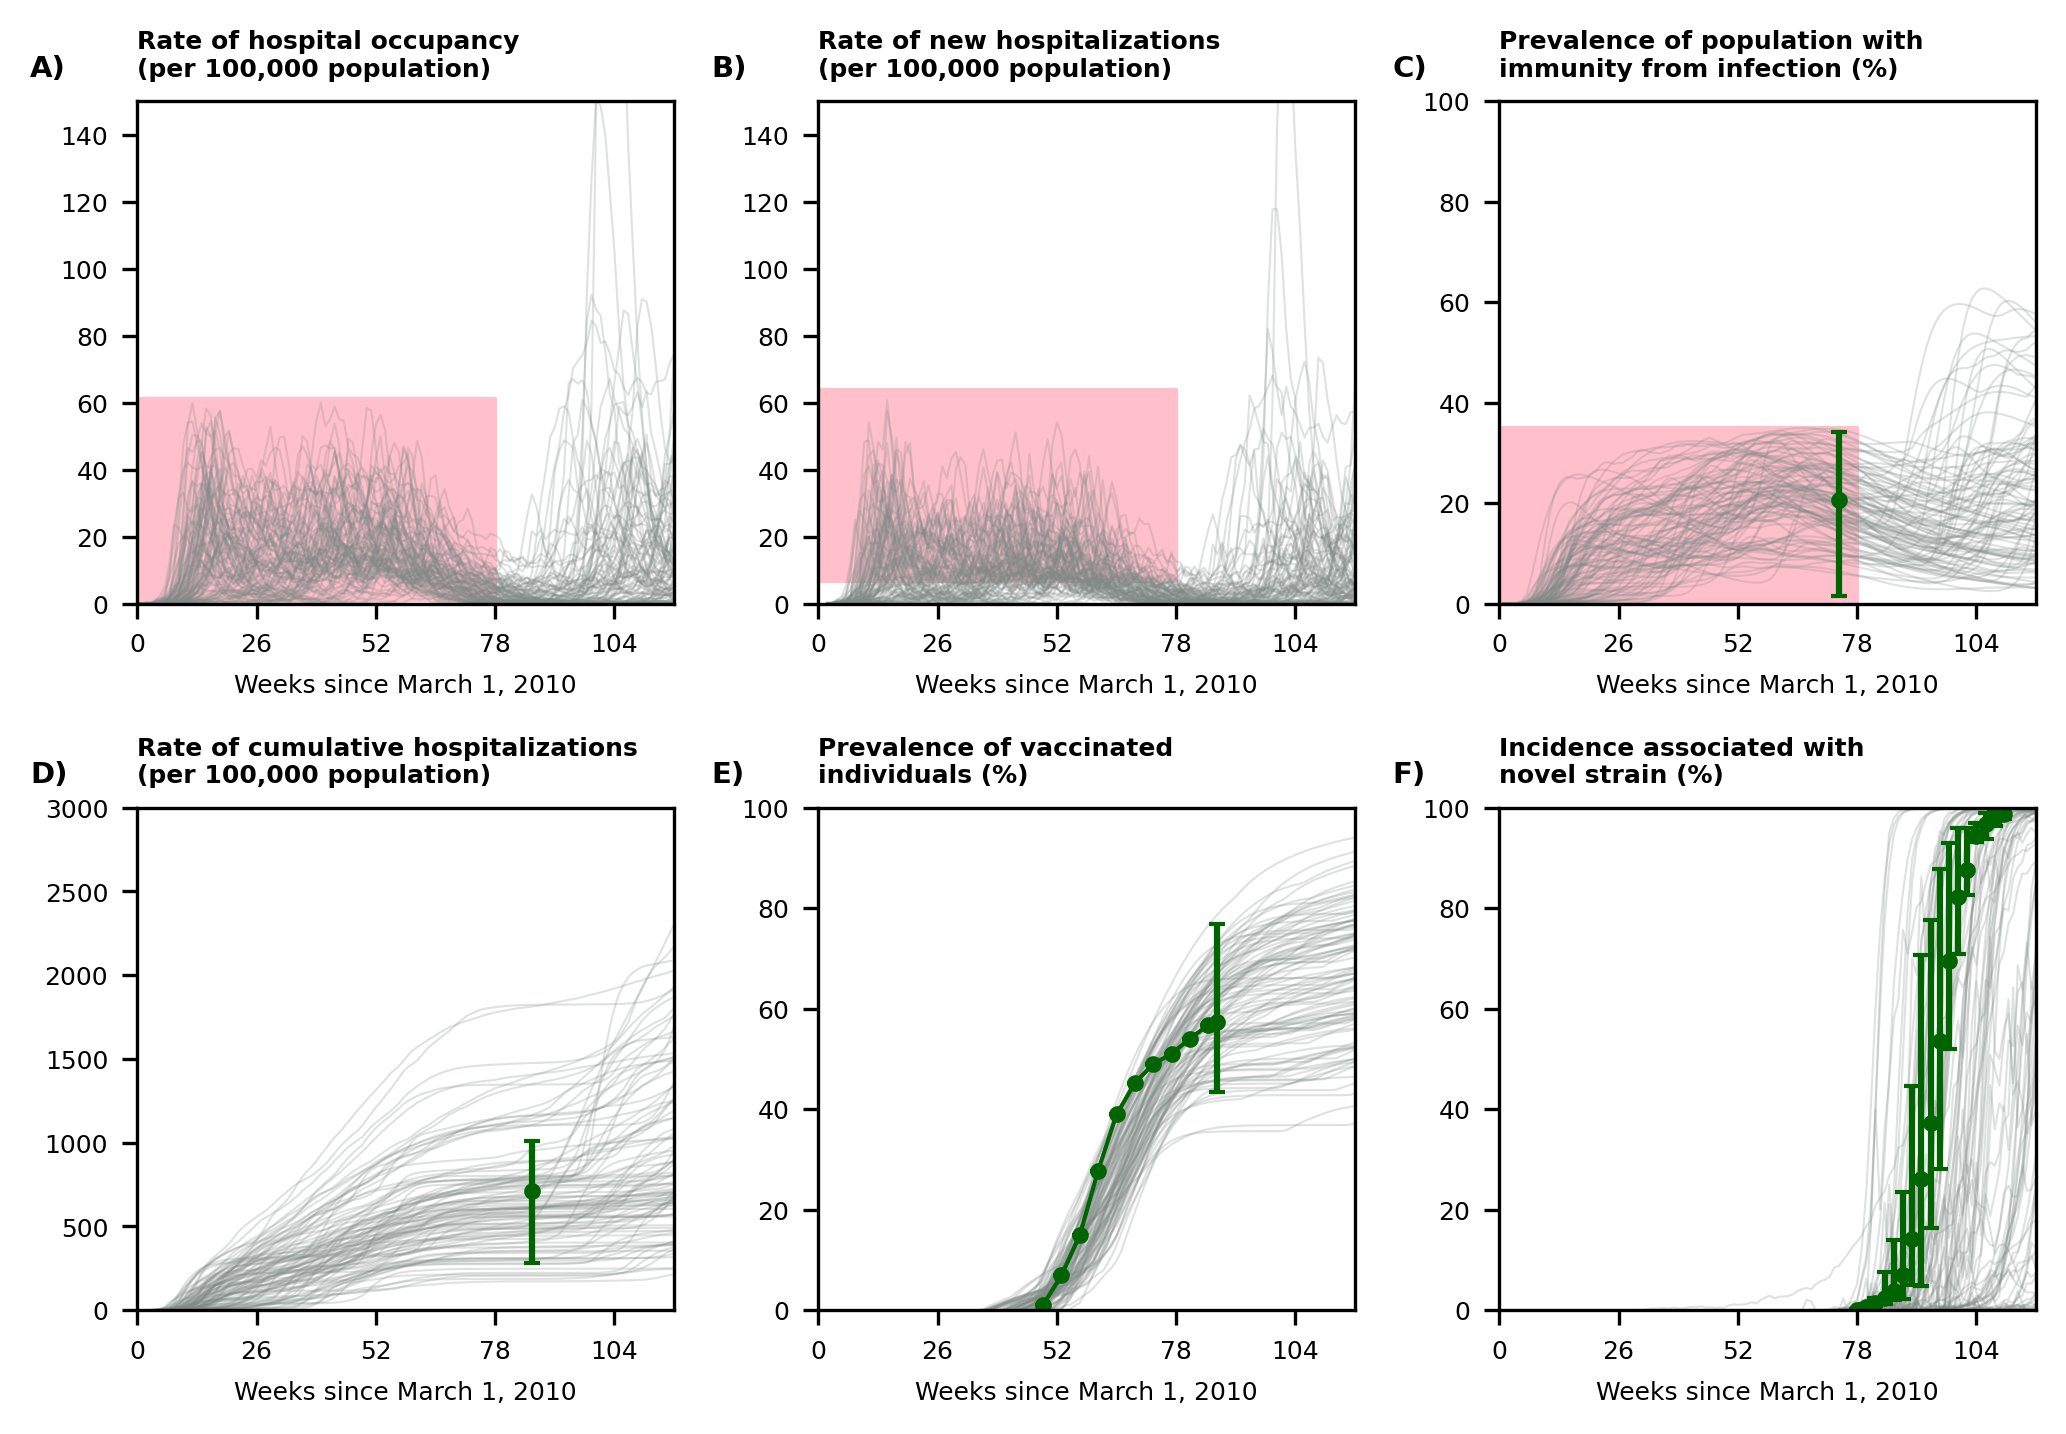 A)
Rate of hospital occupancy
(per 100,000 population)
140
120
100
80
60
40
20
0
0 26 52 78 104
Weeks since March 1, 2010
B)
Rate of new hospitalizations
(per 100,000 population)
140
120
100
80
60
40
20
0
0 26 52 78 104
Weeks since March 1, 2010
C)
Prevalence of population with
immunity from infection (%)
100
80
60
40
20
0
0 26 52 78 104
Weeks since March 1, 2010
D)
Rate of cumulative hospitalizations
(per 100,000 population)
3000
2500
2000
1500
1000
500
0
0 26 52 78 104
Weeks since March 1, 2010
E)
Prevalence of vaccinated
individuals (%)
100
80
60
40
20
0
0 26 52 78 104
Weeks since March 1, 2010
F)
Incidence associated with
novel strain (%)
100
80
60
40
20
0
0 26 52 78 104
Weeks since March 1, 2010